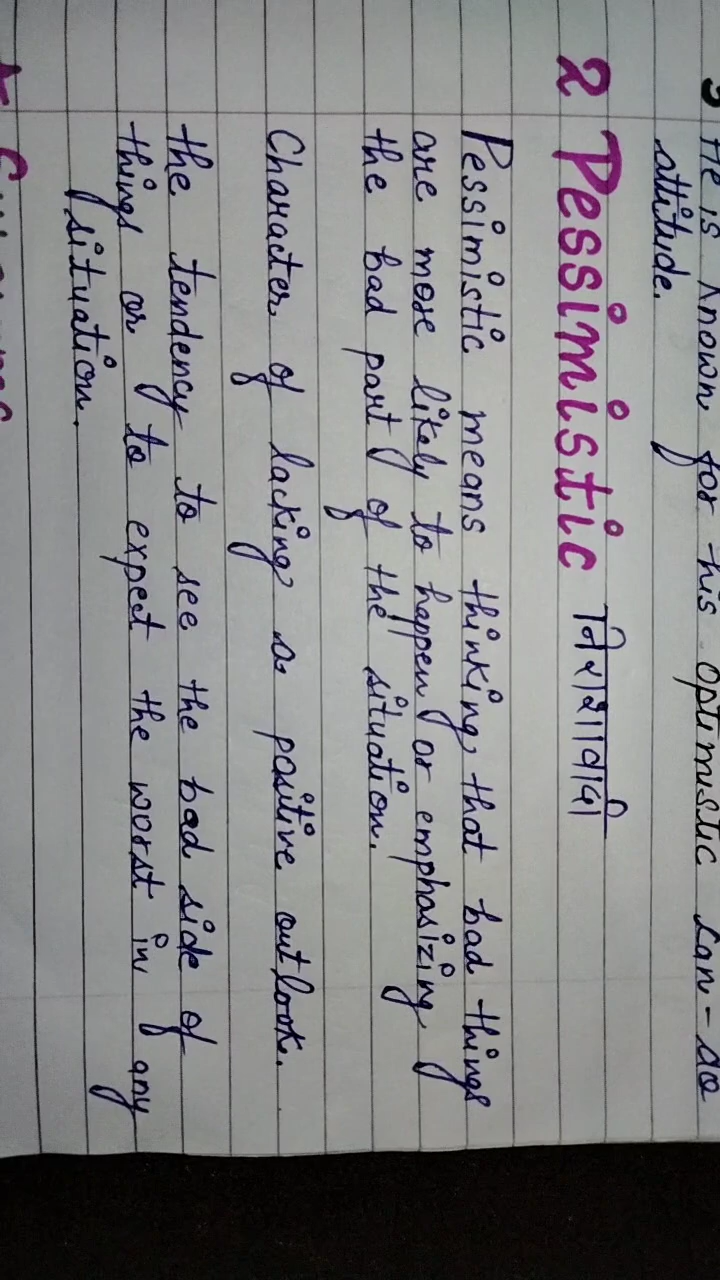 He is known for his optimistic can-do
attitude.
2 Pessimistic निराशावादी
Pessimistic means thinking that bad things
are more likely to happen or emphasizing
the bad part of the situation.
Character of lacking a positive outlook.
the tendency to see the bad side of
things or to expect the worst in any
situation.